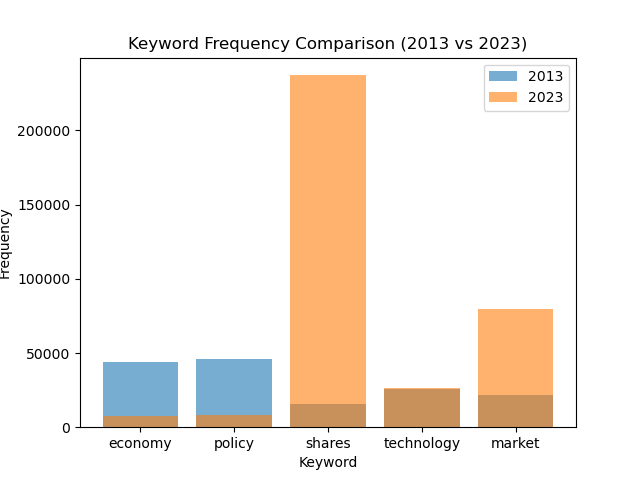 Keyword Frequency Comparison (2013 vs 2023)
2013
2023
200000
150000
100000
50000
0
Frequency
economy policy shares technology market
Keyword